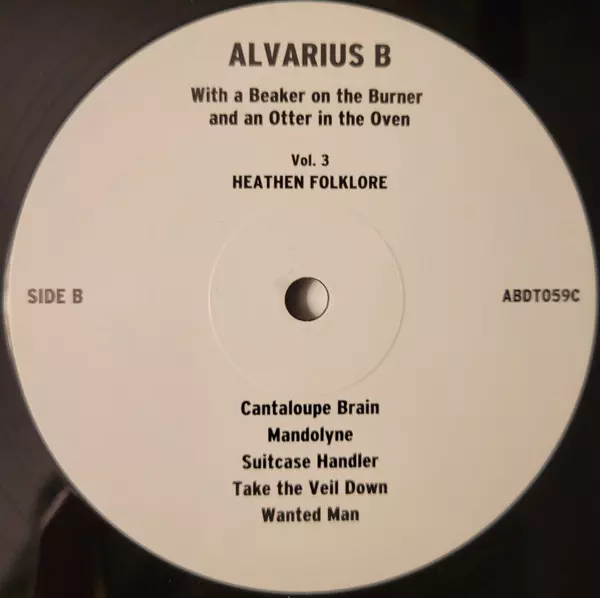 ALVARIUS B
With a Beaker on the Burner
and an Otter in the Oven
Vol. 3
HEATHEN FOLKLORE
SIDE B
ABDT059C
Cantaloupe Brain
Mandolyne
Suitcase Handler
Take the Veil Down
Wanted Man